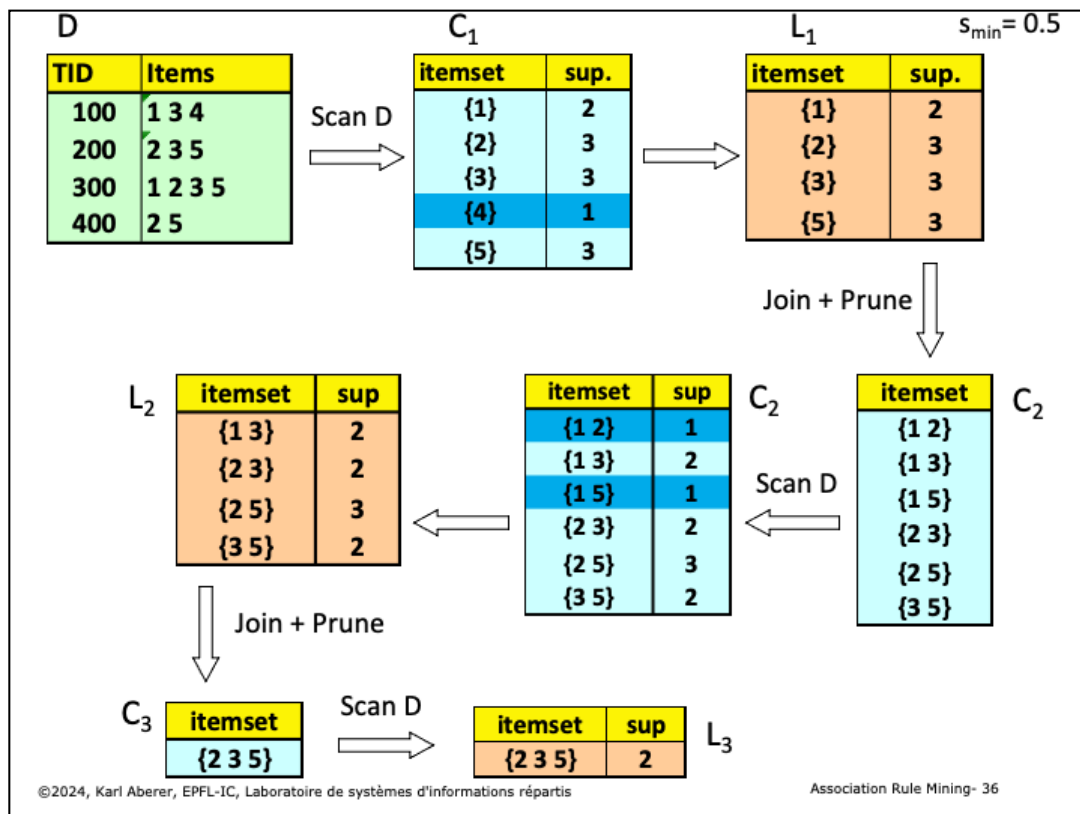 D
C₁
L₁
sₘᵢₙ= 0.5
TID Items
100 1 3 4
200 2 3 5
300 1 2 3 5
400 2 5
Scan D
itemset sup.
{1} 2
{2} 3
{3} 3
{4} 1
{5} 3
itemset sup.
{1} 2
{2} 3
{3} 3
{5} 3
Join + Prune
C₂
itemset
{1 2}
{1 3}
{1 5}
{2 3}
{2 5}
{3 5}
Scan D
C₂
itemset sup
{1 2} 1
{1 3} 2
{1 5} 1
{2 3} 2
{2 5} 3
{3 5} 2
L₂
itemset sup
{1 3} 2
{2 3} 2
{2 5} 3
{3 5} 2
Join + Prune
C₃
itemset
{2 3 5}
Scan D
itemset sup
{2 3 5} 2
L₃
©2024, Karl Aberer, EPFL-IC, Laboratoire de systèmes d'informations répartis
Association Rule Mining- 36